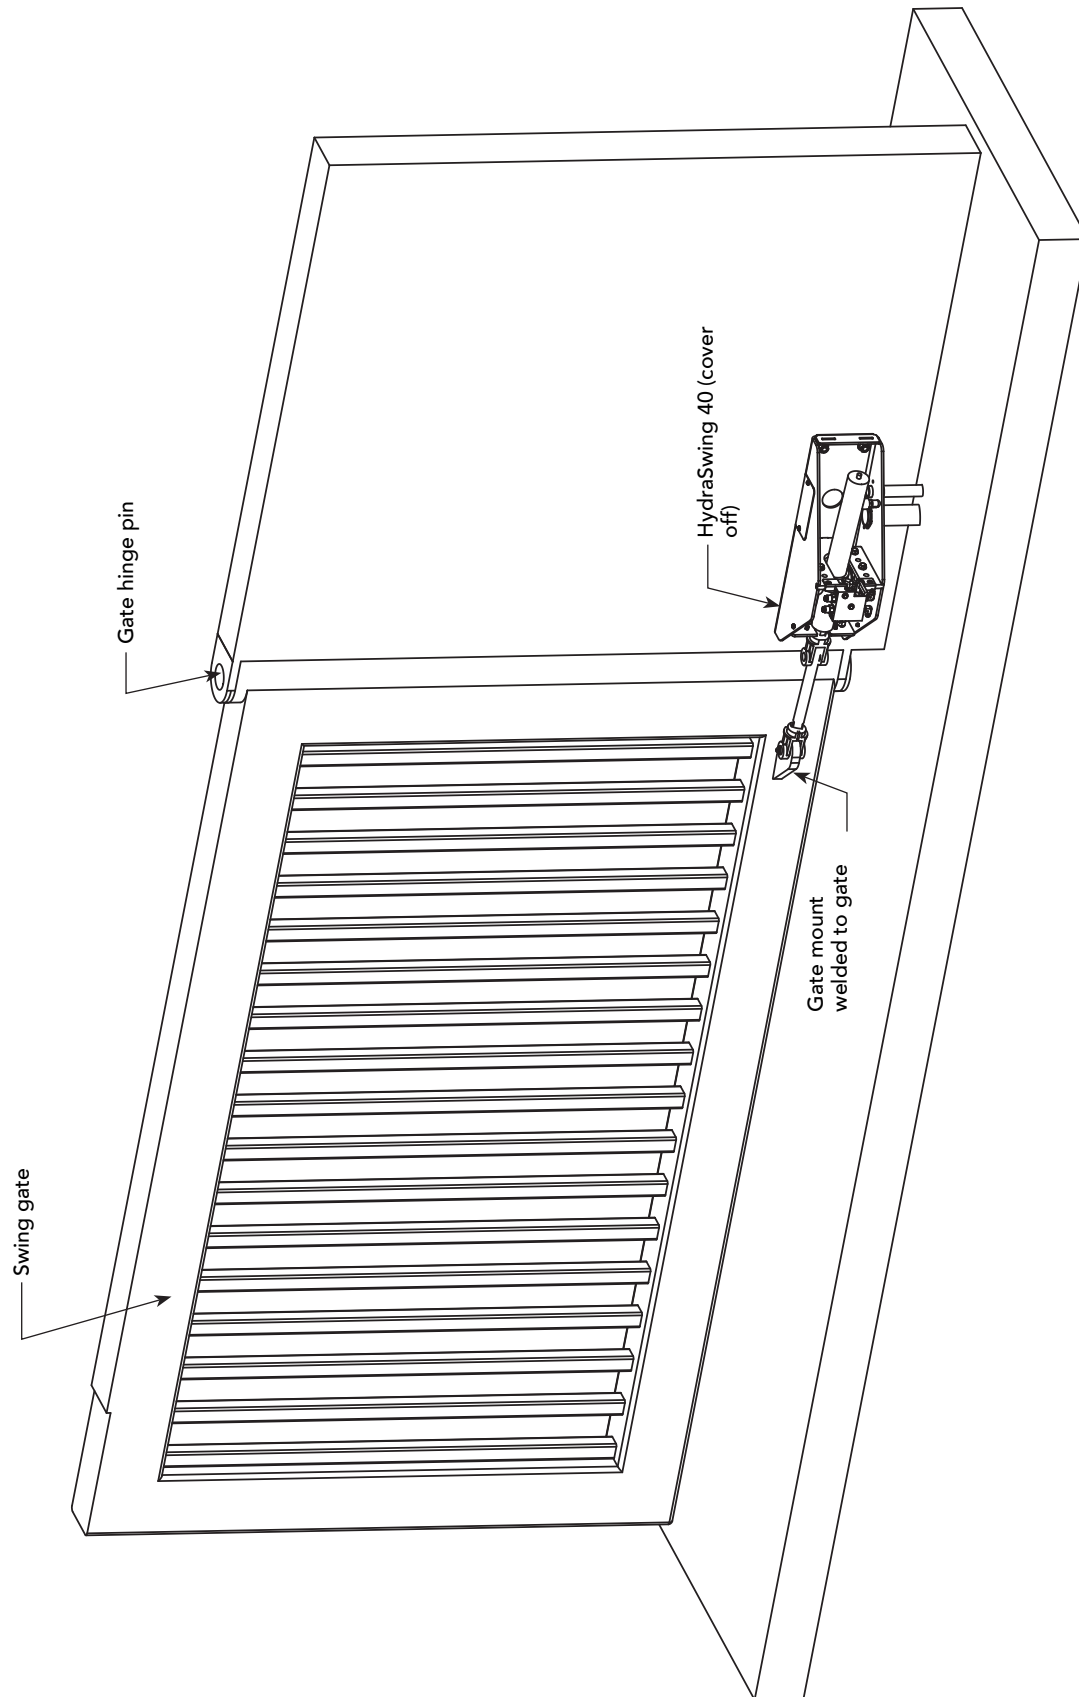 Swing gate
Gate hinge pin
HydraSwing 40 (cover
off)
Gate mount
welded to gate